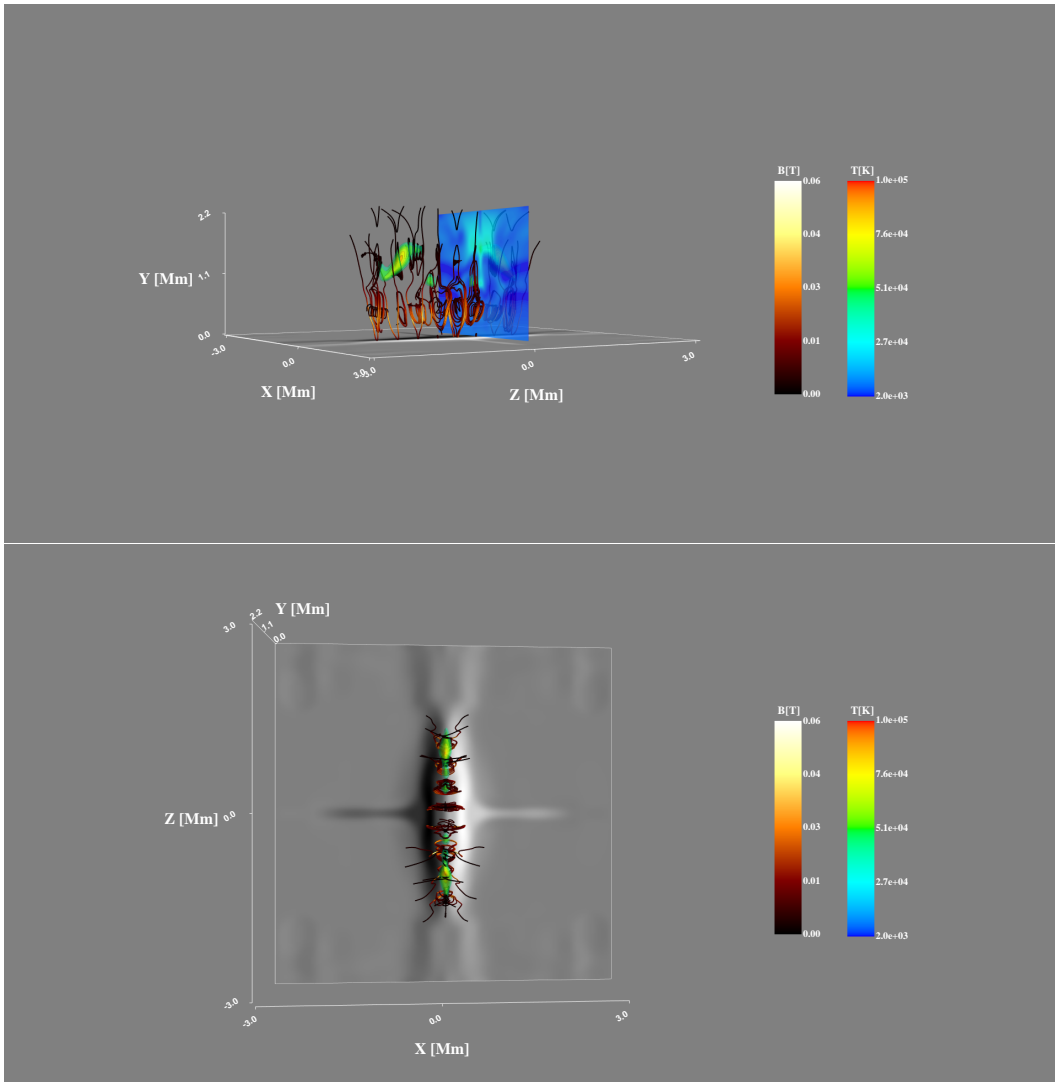 B[T] T[K]
0.06 1.0e+05
2.2
0.04 7.6e+04
Y [Mm] 1.1
0.03 5.1e+04
0.0
-3.0
0.01 2.7e+04
0.0 0.0 3.0
3.0
-3.0
X [Mm] Z [Mm]
0.00 2.0e+03
2.2 Y [Mm]
3.0 1.1
0.0
B[T] T[K]
0.06 1.0e+05
0.04 7.6e+04
Z [Mm] 0.0
0.03 5.1e+04
0.01 2.7e+04
0.00 2.0e+03
-3.0
-3.0 0.0 3.0
X [Mm]